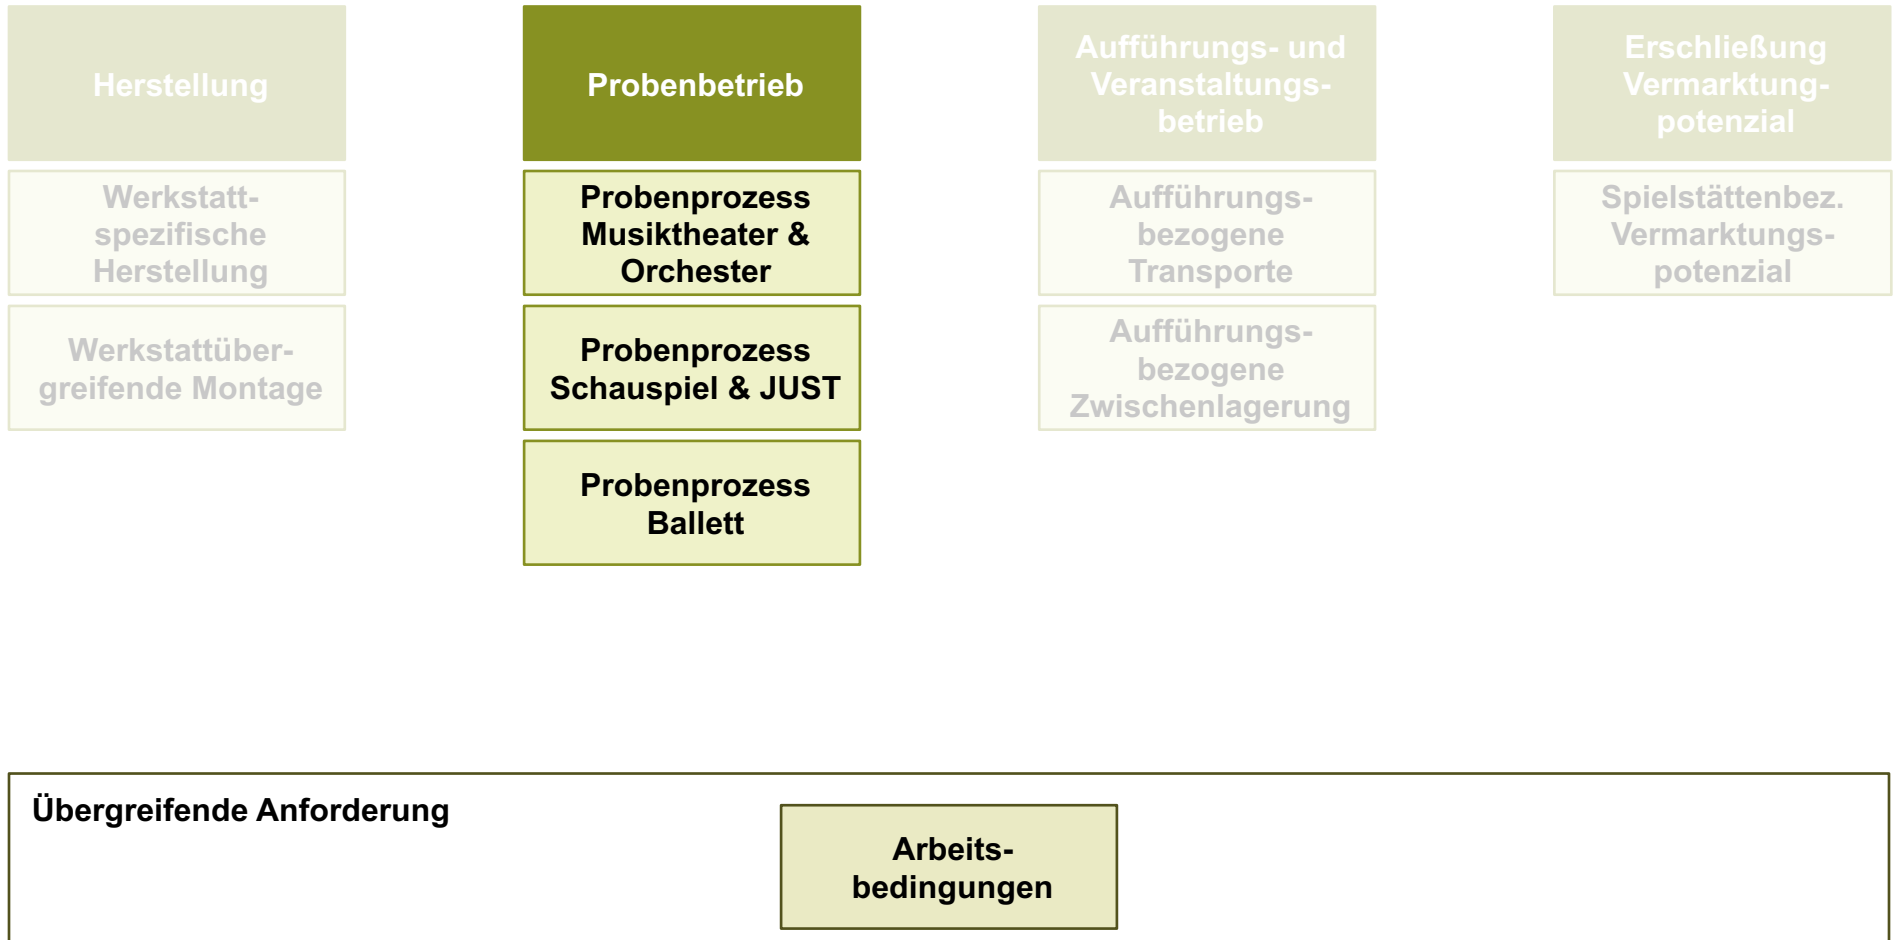 Herstellung
Probenbetrieb
Aufführungs- und
Veranstaltungs-
betrieb
Erschließung
Vermarktung-
potenzial
Werkstatt-
spezifische
Herstellung
Werkstattüber-
greifende Montage
Probenprozess
Musiktheater &
Orchester
Probenprozess
Schauspiel & JUST
Probenprozess
Ballett
Aufführungs-
bezogene
Transporte
Aufführungs-
bezogene
Zwischenlagerung
Spielstättenbez.
Vermarktungs-
potenzial
Übergreifende Anforderung
Arbeits-
bedingungen